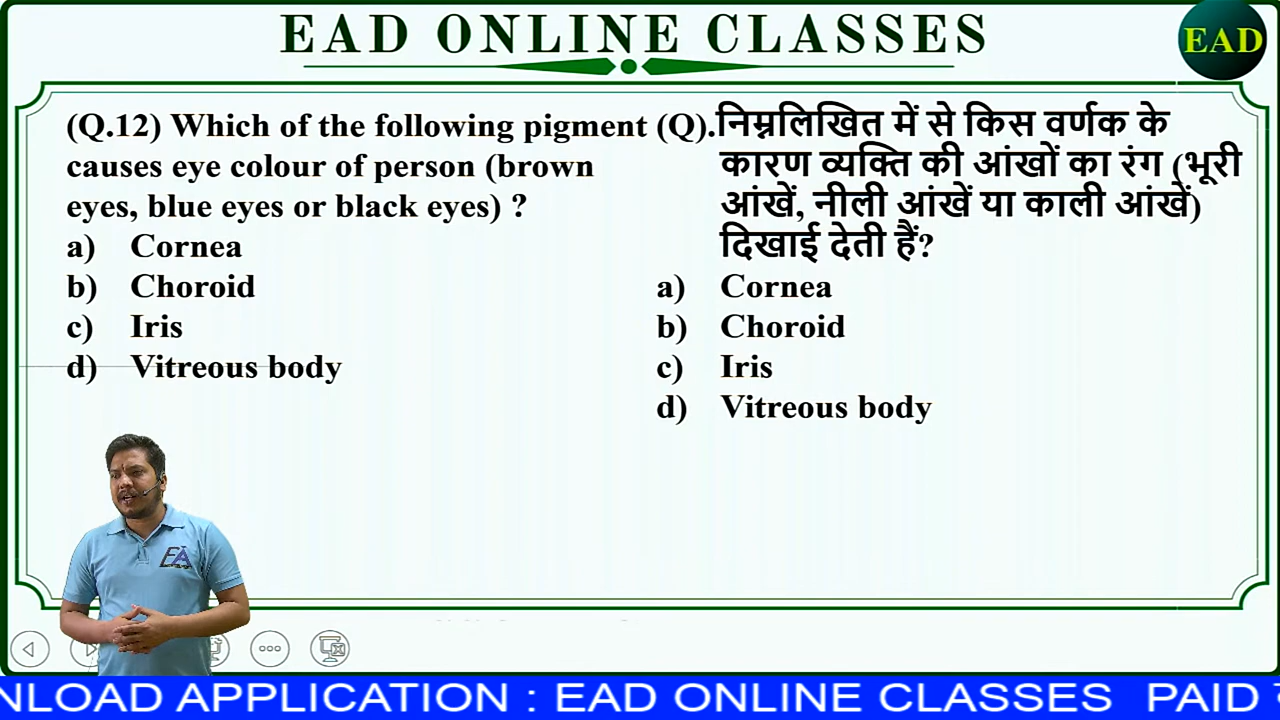 EAD ONLINE CLASSES
EAD
(Q.12) Which of the following pigment
causes eye colour of person (brown
eyes, blue eyes or black eyes) ?
a) Cornea
b) Choroid
c) Iris
d) Vitreous body
(Q).निम्नलिखित में से किस वर्णक के
कारण व्यक्ति की आंखों का रंग (भूरी
आंखें, नीली आंखें या काली आंखें)
दिखाई देती हैं?
a) Cornea
b) Choroid
c) Iris
d) Vitreous body
EA
NLOAD APPLICATION : EAD ONLINE CLASSES PAID